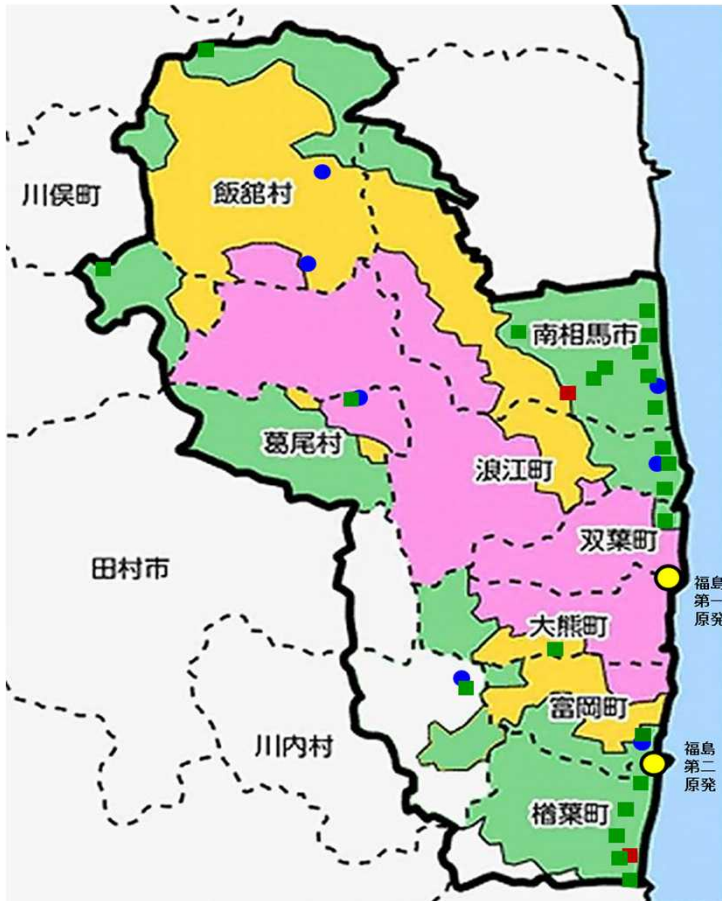 飯舘村
川俣町
南相馬市
葛尾村
浪江町
双葉町
田村市
福島
第一
原発
大熊町
富岡町
川内村
福島
第二
原発
楢葉町